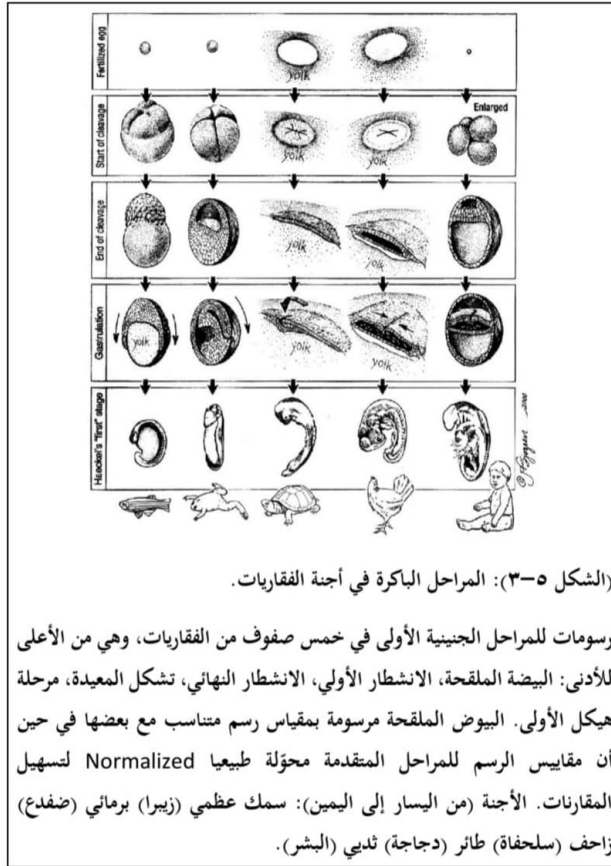 Fertilized egg
yolk
Start of cleavage
Enlarged
yolk
yolk
End of cleavage
yolk
yolk
Gastrulation
yolk
yolk
yolk
Haeckel's "first" stage
(الشكل ٥–٣): المراحل الباكرة في أجنة الفقاريات.
رسومات للمراحل الجنينية الأولى في خمس صفوف من الفقاريات، وهي من الأعلى
للأدنى: البيضة الملقحة، الانشطار الأولي، الانشطار النهائي، تشكل المعيدة، مرحلة
هيكل الأولى. البيوض الملقحة مرسومة بمقياس رسم متناسب مع بعضها في حين
أن مقاييس الرسم للمراحل المتقدمة محوّلة طبعيا Normalized لتسهيل
المقارنات. الأجنة (من اليسار إلى اليمين): سمك عظمي (زيبرا) برمائي (ضفدع)
زاحف (سلحفاة) طائر (دجاجة) ثديي (البشر).